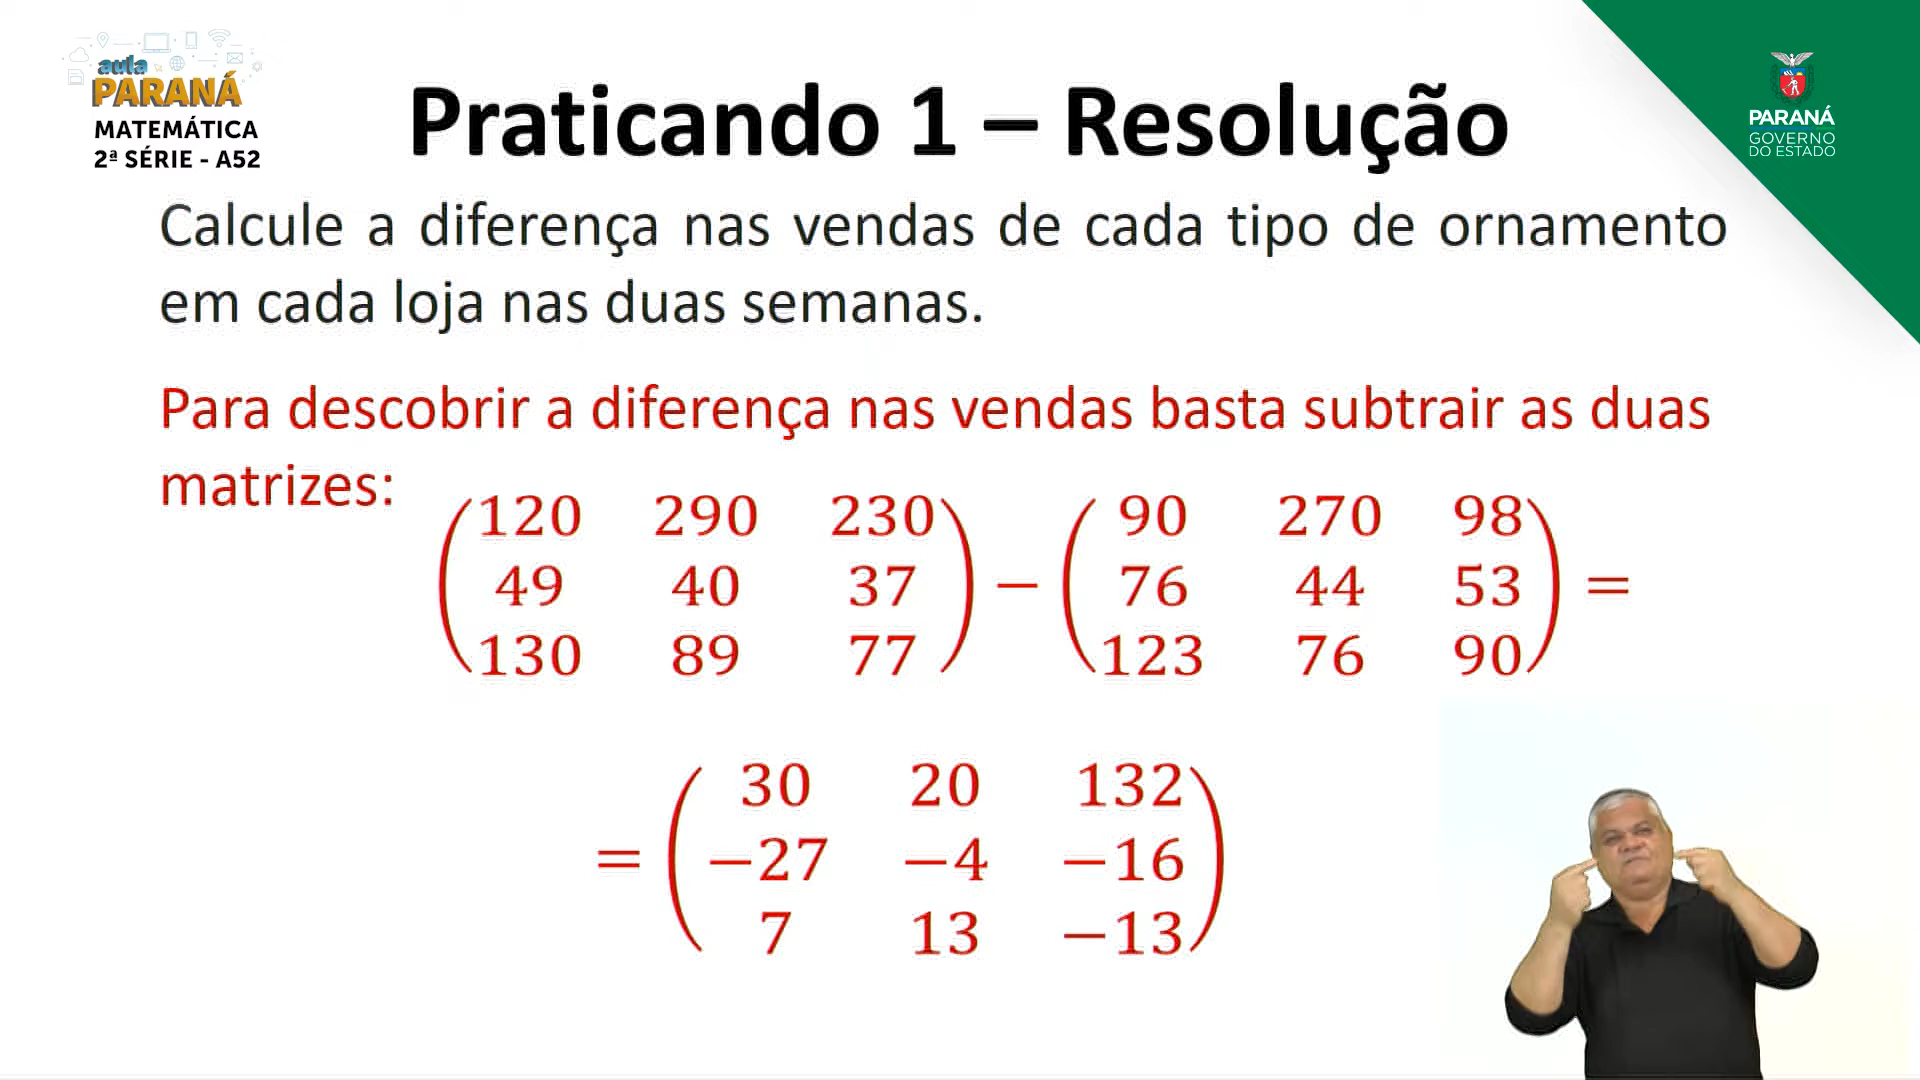 aula
PARANÁ
MATEMÁTICA
2ª SÉRIE - A52
Praticando 1 – Resolução
PARANÁ
GOVERNO
DO ESTADO
Calcule a diferença nas vendas de cada tipo de ornamento
em cada loja nas duas semanas.
Para descobrir a diferença nas vendas basta subtrair as duas
matrizes:
(120 290 230) − (90 270 98) =
(49 40 37) (76 44 53)
(130 89 77) (123 76 90)
= (30 20 132)
(−27 −4 −16)
(7 13 −13)